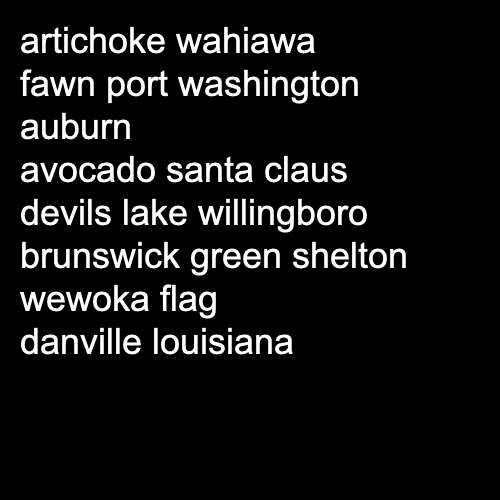 artichoke wahiawa
fawn port washington
auburn
avocado santa claus
devils lake willingboro
brunswick green shelton
wewoka flag
danville louisiana